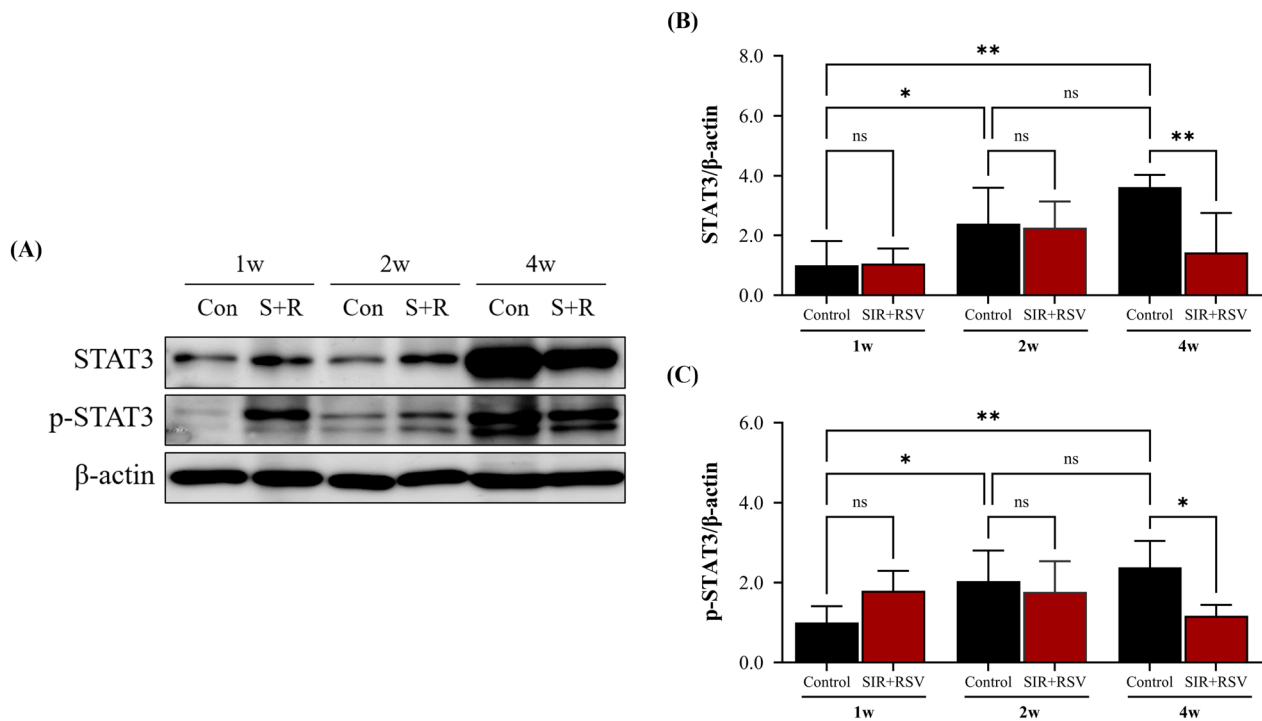 (A)
1w 2w 4w
Con S+R Con S+R Con S+R
STAT3
p-STAT3
β-actin
(B)
STAT3/β-actin
8.0
6.0
4.0
2.0
0.0
**
* ns
ns ns **
Control SIR+RSV Control SIR+RSV Control SIR+RSV
1w 2w 4w
(C)
p-STAT3/β-actin
6.0
4.0
2.0
0.0
**
* ns
ns ns *
Control SIR+RSV Control SIR+RSV Control SIR+RSV
1w 2w 4w